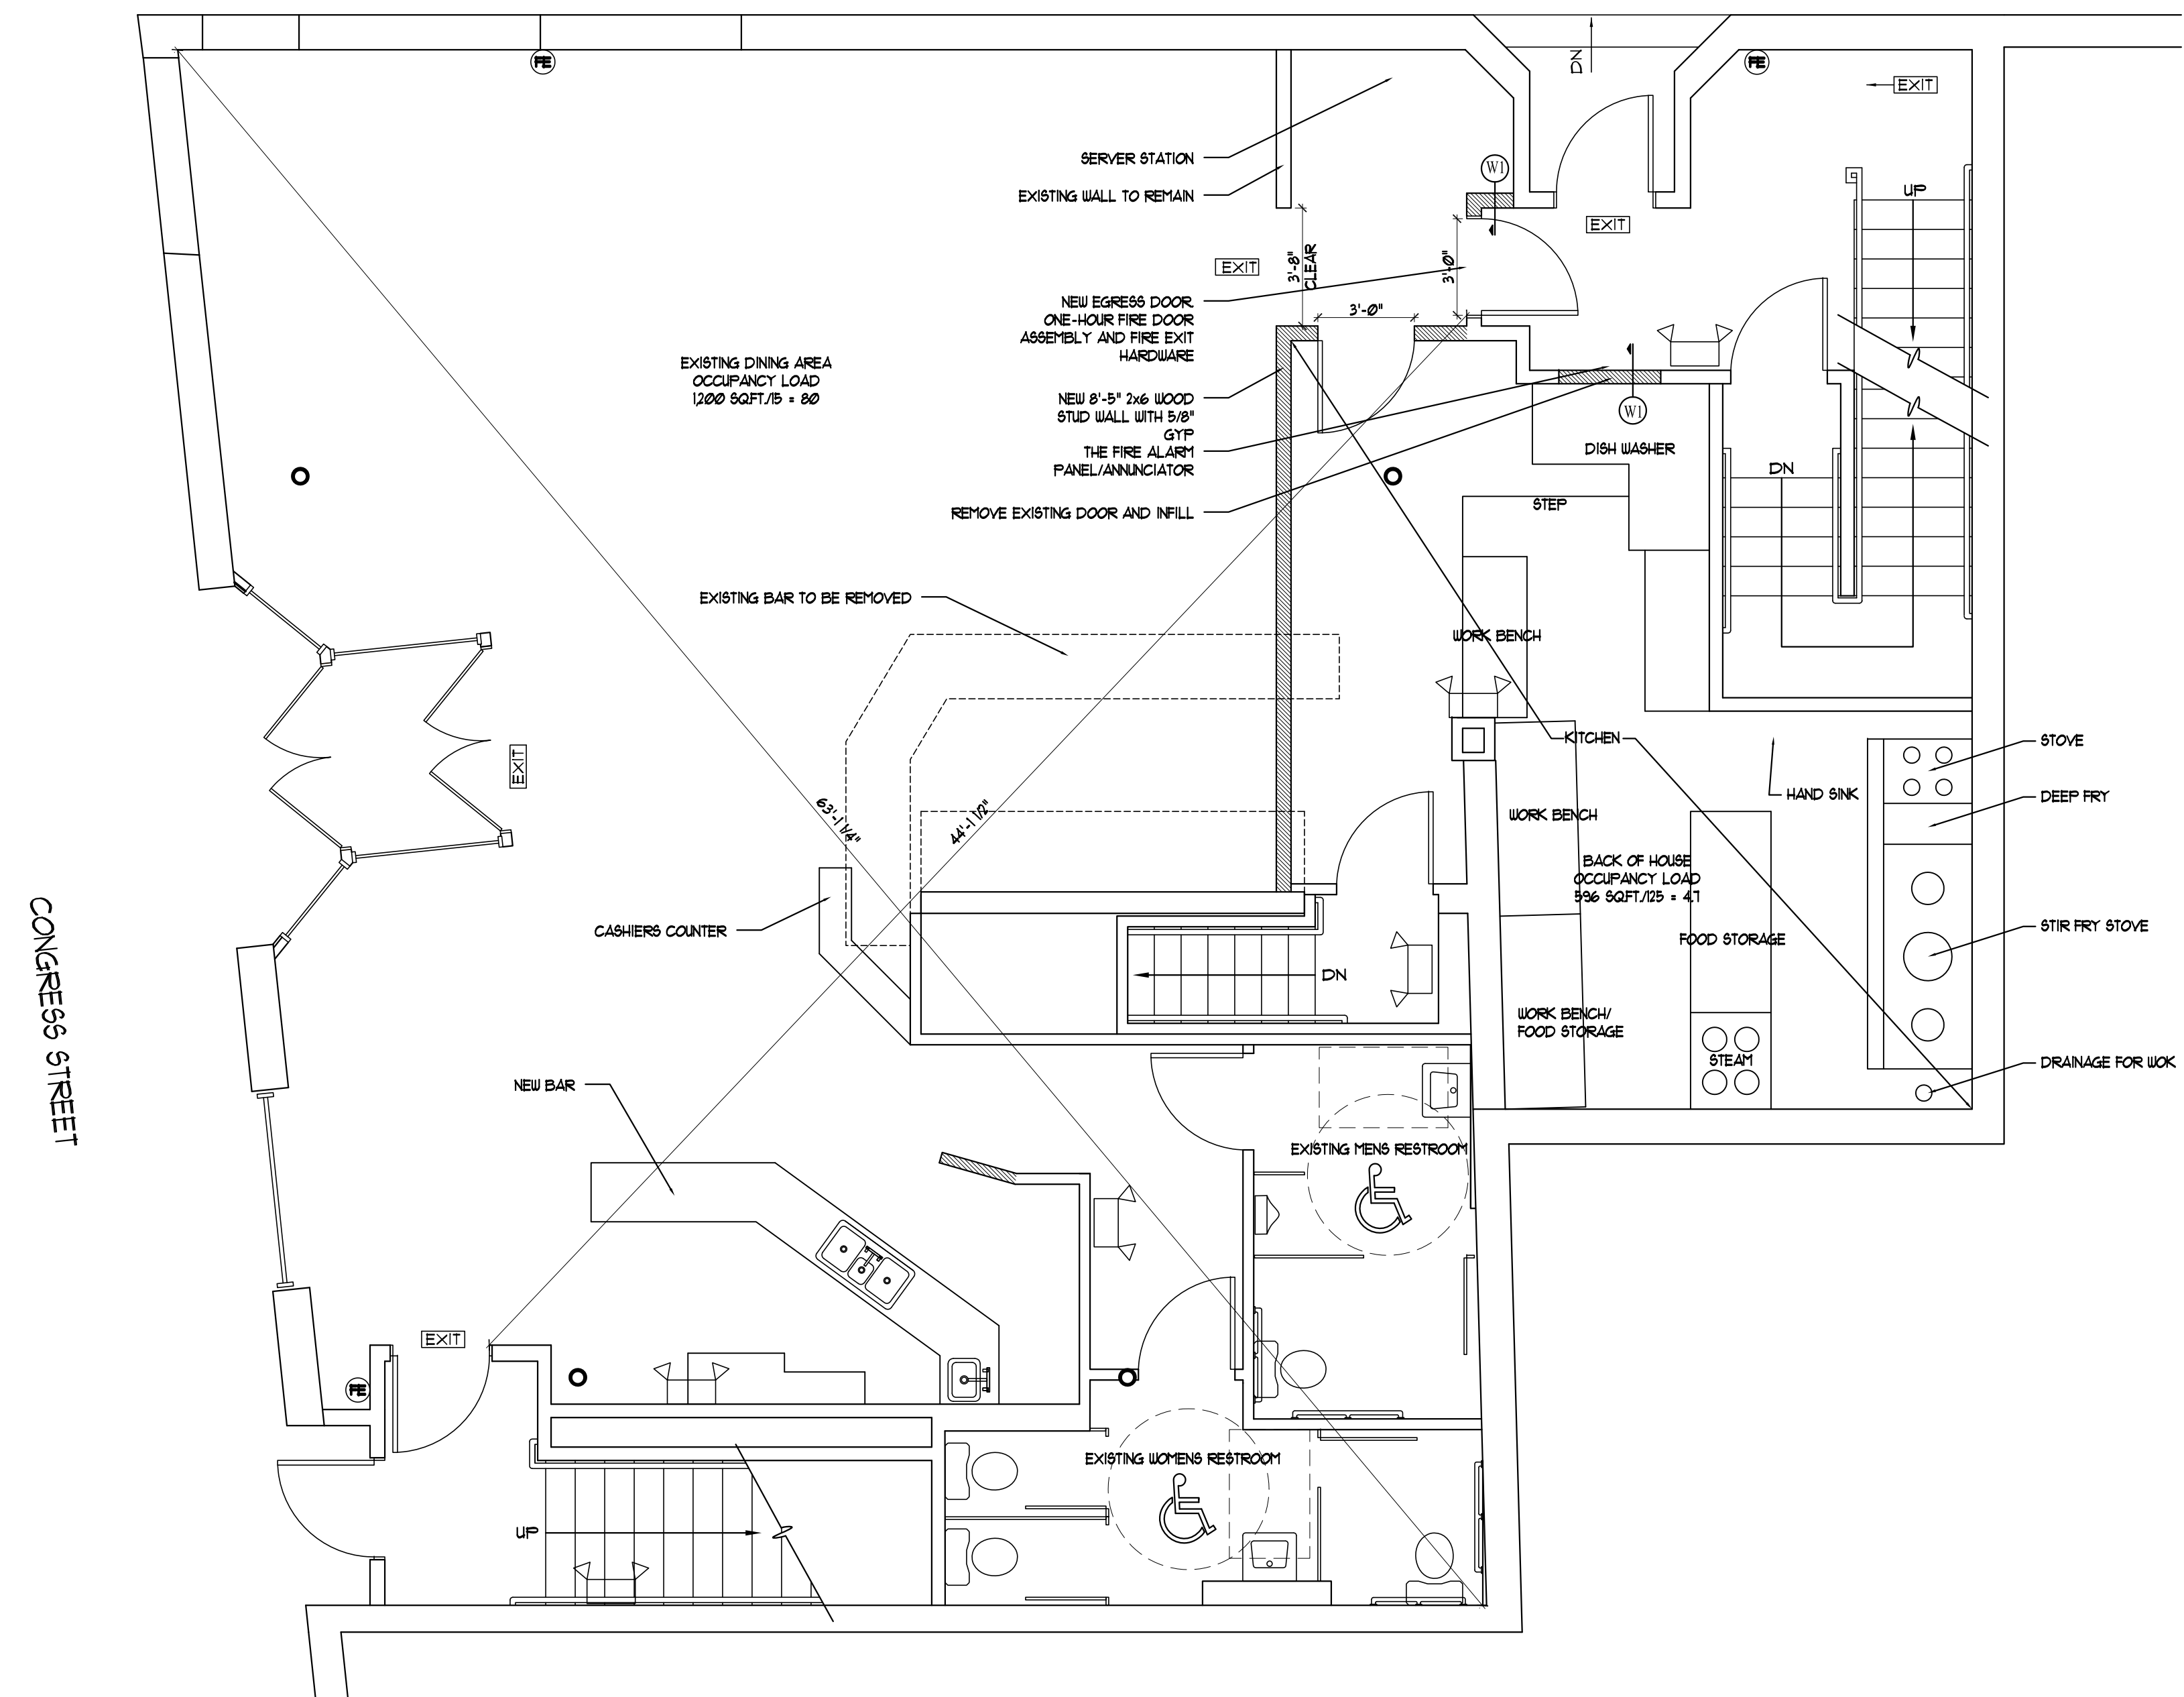 DN
FE
FE
EXIT
SERVER STATION
W1
EXISTING WALL TO REMAIN
UP
EXIT
EXIT
3'-8"
CLEAR
3'-0"
NEW EGRESS DOOR.
ONE-HOUR FIRE DOOR
ASSEMBLY AND FIRE EXIT
HARDWARE
3'-0"
EXISTING DINING AREA
OCCUPANCY LOAD
1,200 SQ.FT./15 = 80
NEW 8'-5" 2x6 WOOD
STUD WALL WITH 5/8"
GYP
W1
THE FIRE ALARM
PANEL/ANNUNCIATOR
DISH WASHER
DN
STEP
REMOVE EXISTING DOOR AND INFILL
EXISTING BAR TO BE REMOVED
WORK BENCH
KITCHEN
STOVE
EXIT
HAND SINK
DEEP FRY
63'-1 1/4"
44'-1 1/2"
WORK BENCH
BACK OF HOUSE
OCCUPANCY LOAD
596 SQ.FT./125 = 4.7
CASHIERS COUNTER
FOOD STORAGE
STIR FRY STOVE
CONGRESS STREET
DN
WORK BENCH/
FOOD STORAGE
STEAM
DRAINAGE FOR WOK
NEW BAR
EXISTING MENS RESTROOM
EXIT
FE
EXISTING WOMENS RESTROOM
UP